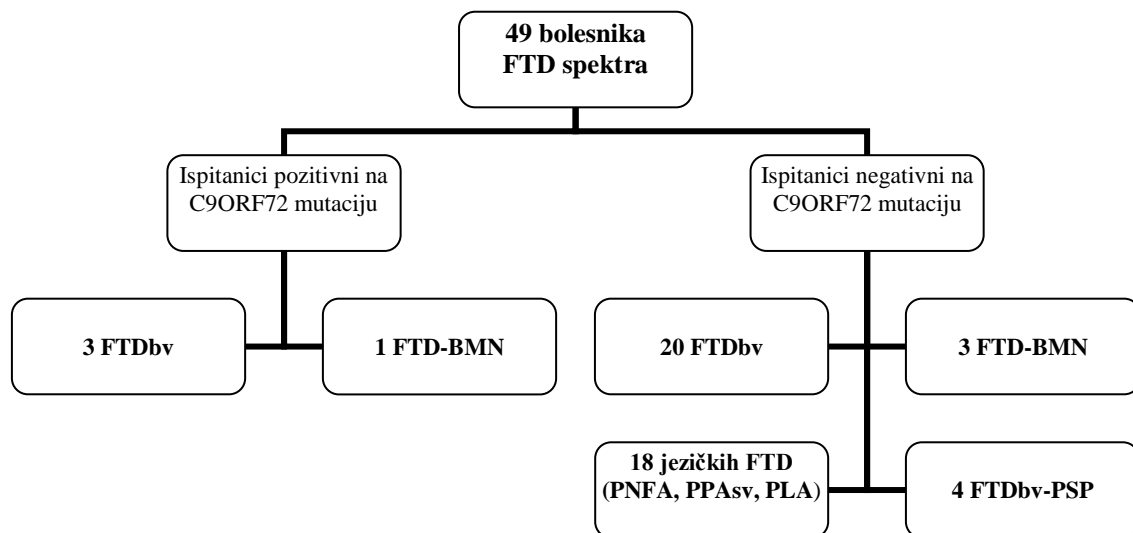 49 bolesnika
FTD spektra
Ispitanici pozitivni na
C9ORF72 mutaciju
Ispitanici negativni na
C9ORF72 mutaciju
3 FTDbv
1 FTD-BMN
20 FTDbv
3 FTD-BMN
18 jezičkih FTD
(PNFA, PPAsv, PLA)
4 FTDbv-PSP